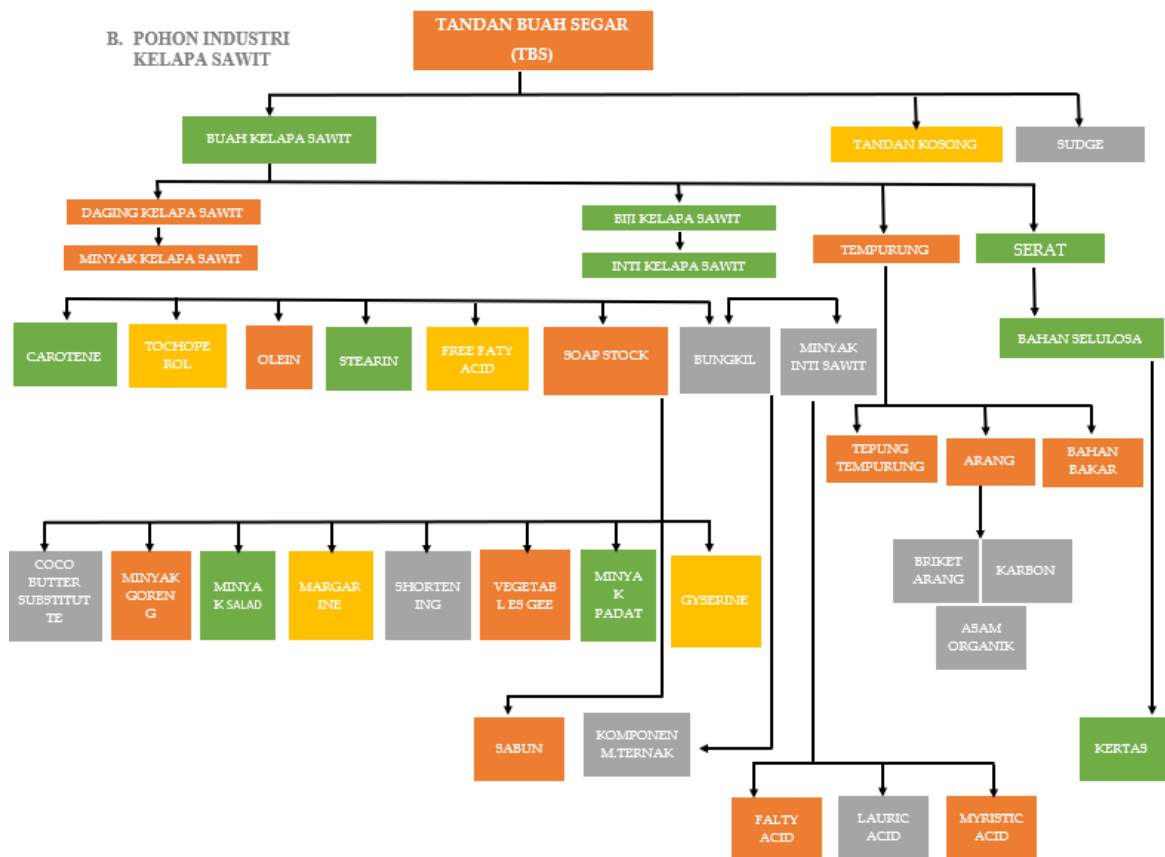 B. POHON INDUSTRI
KELAPA SAWIT
TANDAN BUAH SEGAR
(TBS)
BUAH KELAPA SAWIT
TANDAN KOSONG
SUDGE
DAGING KELAPA SAWIT
BIJI KELAPA SAWIT
MINYAK KELAPA SAWIT
INTI KELAPA SAWIT
TEMPURUNG
SERAT
CAROTENE
TOCHOPE
ROL
OLEIN
STEARIN
FREE FATY
ACID
SOAP STOCK
BUNGKIL
MINYAK
INTI SAWIT
BAHAN SELULOSA
TEPUNG
TEMPURUNG
ARANG
BAHAN
BAKAR
BRIKET
ARANG
KARBON
ASAM
ORGANIK
COCO
BUTTER
SUBSTITUT
TE
MINYAK
GOREN
G
MINYA
K SALAD
MARGAR
INE
SHORTEN
ING
VEGETAB
L ES GEE
MINYA
K
PADAT
GYSERINE
SABUN
KOMPONEN
M.TERNAK
KERTAS
FALTY
ACID
LAURIC
ACID
MYRISTIC
ACID